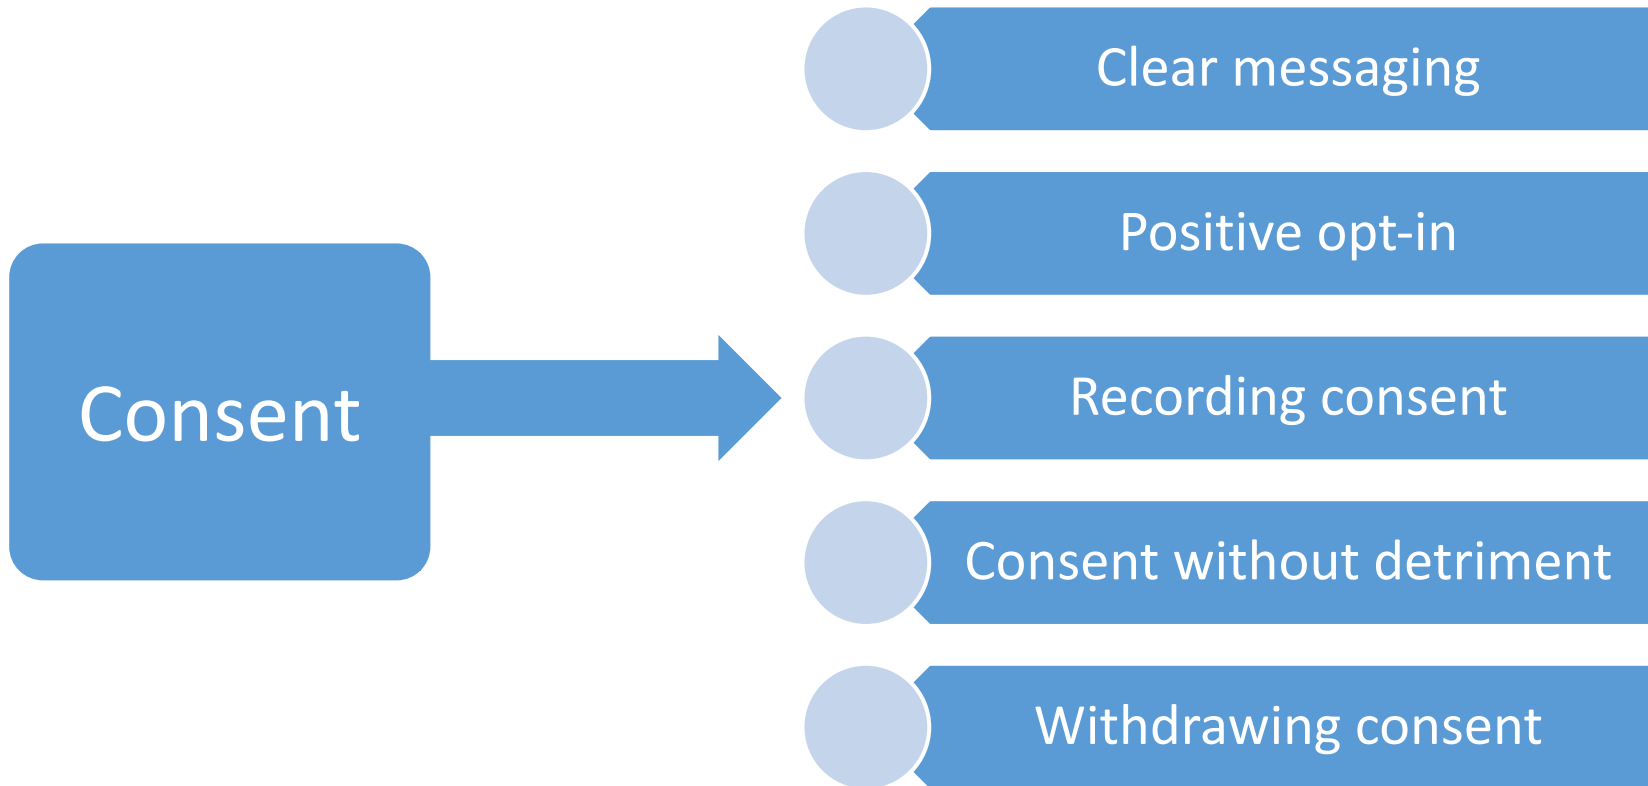 Consent
Clear messaging
Positive opt-in
Recording consent
Consent without detriment
Withdrawing consent